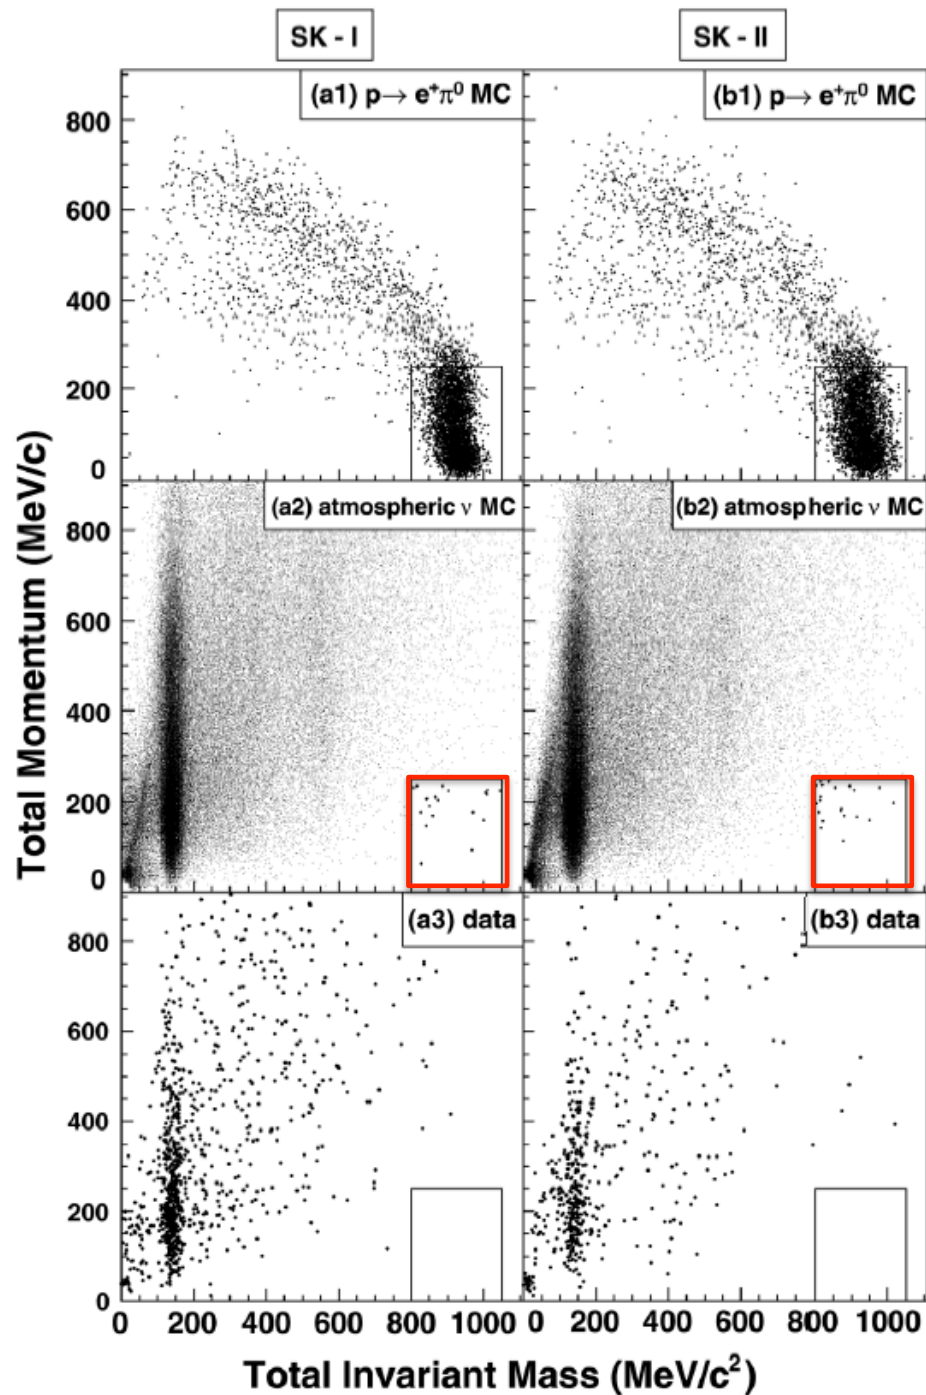 SK - I
SK - II
(a1) p→ e⁺π⁰ MC
(b1) p→ e⁺π⁰ MC
800
600
400
200
0
(a2) atmospheric ν MC
(b2) atmospheric ν MC
800
600
400
200
0
(a3) data
(b3) data
800
600
400
200
0
0 200 400 600 800 1000
0 200 400 600 800 1000
Total Momentum (MeV/c)
Total Invariant Mass (MeV/c²)